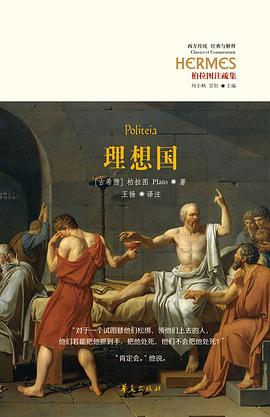 西方传统 经典与解释
Classici et Commentarii
HERMES
柏拉图注疏集
刘小枫 甘阳 ● 主编
Politeia
理想国
[古希腊] 柏拉图 Plato ● 著
王扬 ● 译注
“对于一个试图替他们松绑，领他们上去的人，
他们若能把他抓到手，把他处死，他们不会把他处死？”
“肯定会。”他说。
华夏出版社